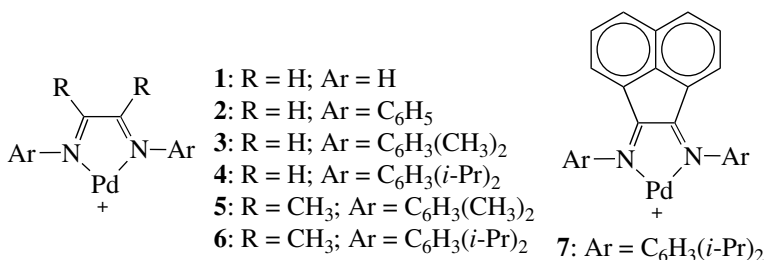 R R
Ar N N Ar
Pd
+
1: R = H; Ar = H
2: R = H; Ar = C6H5
3: R = H; Ar = C6H3(CH3)2
4: R = H; Ar = C6H3(i-Pr)2
5: R = CH3; Ar = C6H3(CH3)2
6: R = CH3; Ar = C6H3(i-Pr)2
Ar N N Ar
Pd
+
7: Ar = C6H3(i-Pr)2